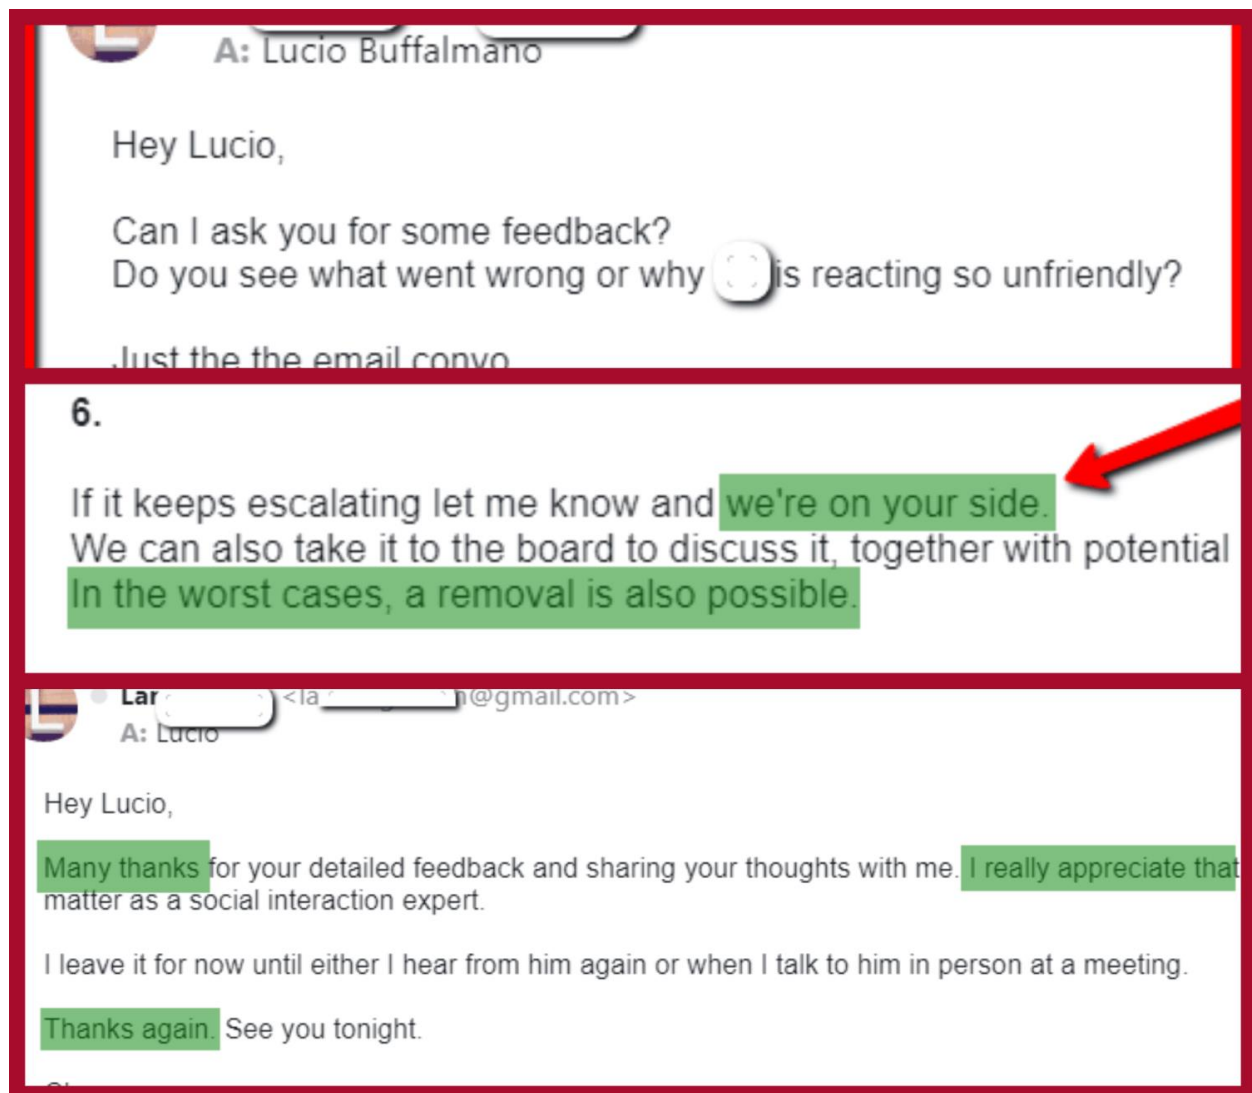 A: Lucio Buffalmano
Hey Lucio,
Can I ask you for some feedback?
Do you see what went wrong or why is reacting so unfriendly?
Just the the email convo
6.
If it keeps escalating let me know and we're on your side.
We can also take it to the board to discuss it, together with potential
In the worst cases, a removal is also possible.
Lar <la n@gmail.com>
A: Lucio
Hey Lucio,
Many thanks for your detailed feedback and sharing your thoughts with me. I really appreciate that
matter as a social interaction expert.
I leave it for now until either I hear from him again or when I talk to him in person at a meeting.
Thanks again. See you tonight.